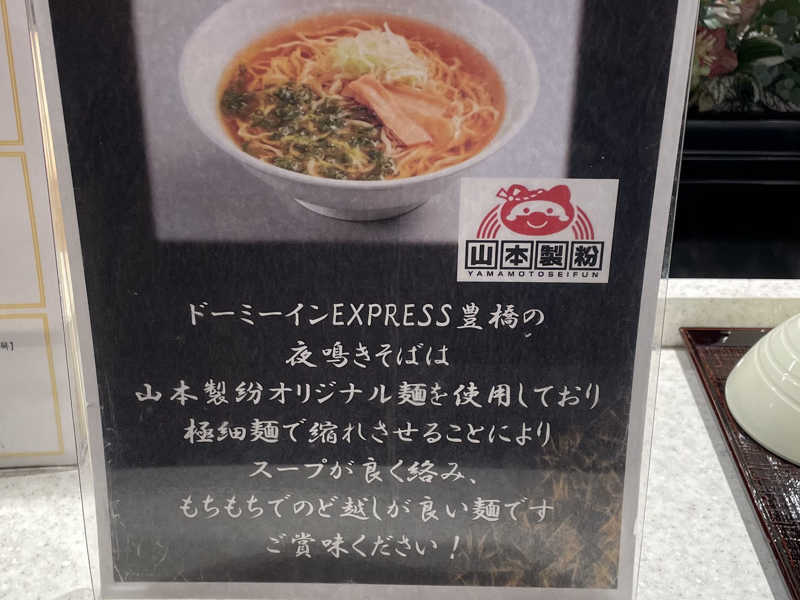 山本製粉
YAMAMOTOSEIFUN
ドーミーインEXPRESS豊橋の
夜鳴きそばは
山本製紛オリジナル麺を使用しており
極細麺で縮れさせることにより
スープが良く絡み、
もちもちでのど越しが良い麺です
ご賞味ください！